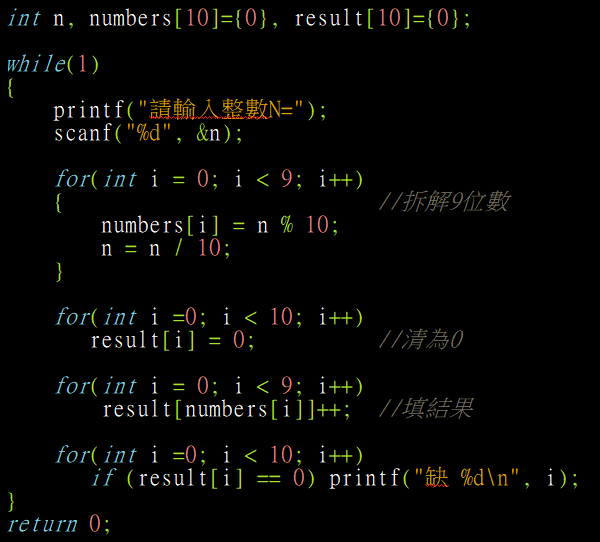 int n, numbers[10]={0}, result[10]={0};
while(1)
{
printf("請輸入整數N=");
scanf("%d", &n);
for(int i = 0; i < 9; i++)
{ //拆解9位數
numbers[i] = n % 10;
n = n / 10;
}
for(int i =0; i < 10; i++)
result[i] = 0; //清為0
for(int i = 0; i < 9; i++)
result[numbers[i]]++; //填結果
for(int i =0; i < 10; i++)
if (result[i] == 0) printf("缺 %d\n", i);
}
return 0;